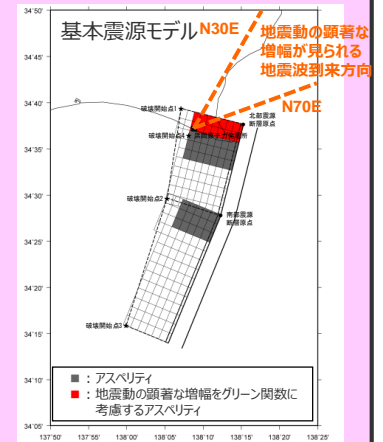 基本震源モデル
N30E
地震動の顕著な
増幅が見られる
地震波到来方向
N70E
34˚50'
34˚45'
34˚40'
34˚30'
34˚25'
34˚20'
34˚15'
34˚10'
34˚05'
破壊開始点1
北部震源
断層原点
破壊開始点4
破壊開始点2
南部震源
断層原点
破壊開始点3
■：アスペリティ
■：地震動の顕著な増幅をグリーン関数に
考慮するアスペリティ
137˚50' 137˚55' 138˚00' 138˚05' 138˚10' 138˚15' 138˚20' 138˚25'